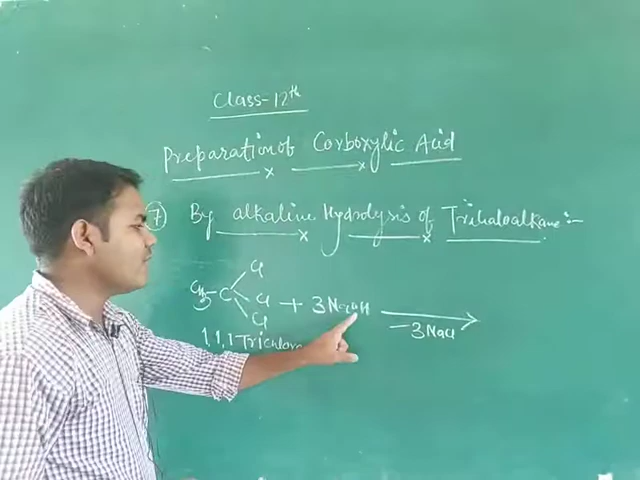 Class-12th
Preparation of Corboxylic Acid
7) By alkaline Hydrolysis of Trihaloalkane:-
CH3-C Cl Cl Cl + 3NaOH → -3NaCl
1,1,1 Trichloro